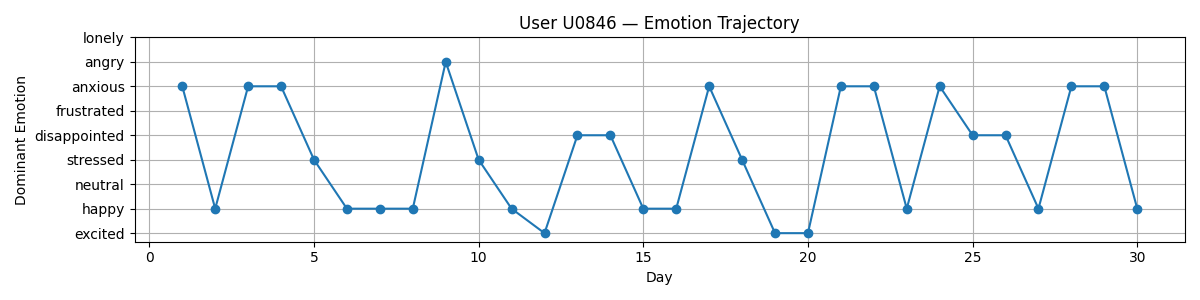 User U0846 — Emotion Trajectory
Dominant Emotion
lonely
angry
anxious
frustrated
disappointed
stressed
neutral
happy
excited
0 5 10 15 20 25 30
Day